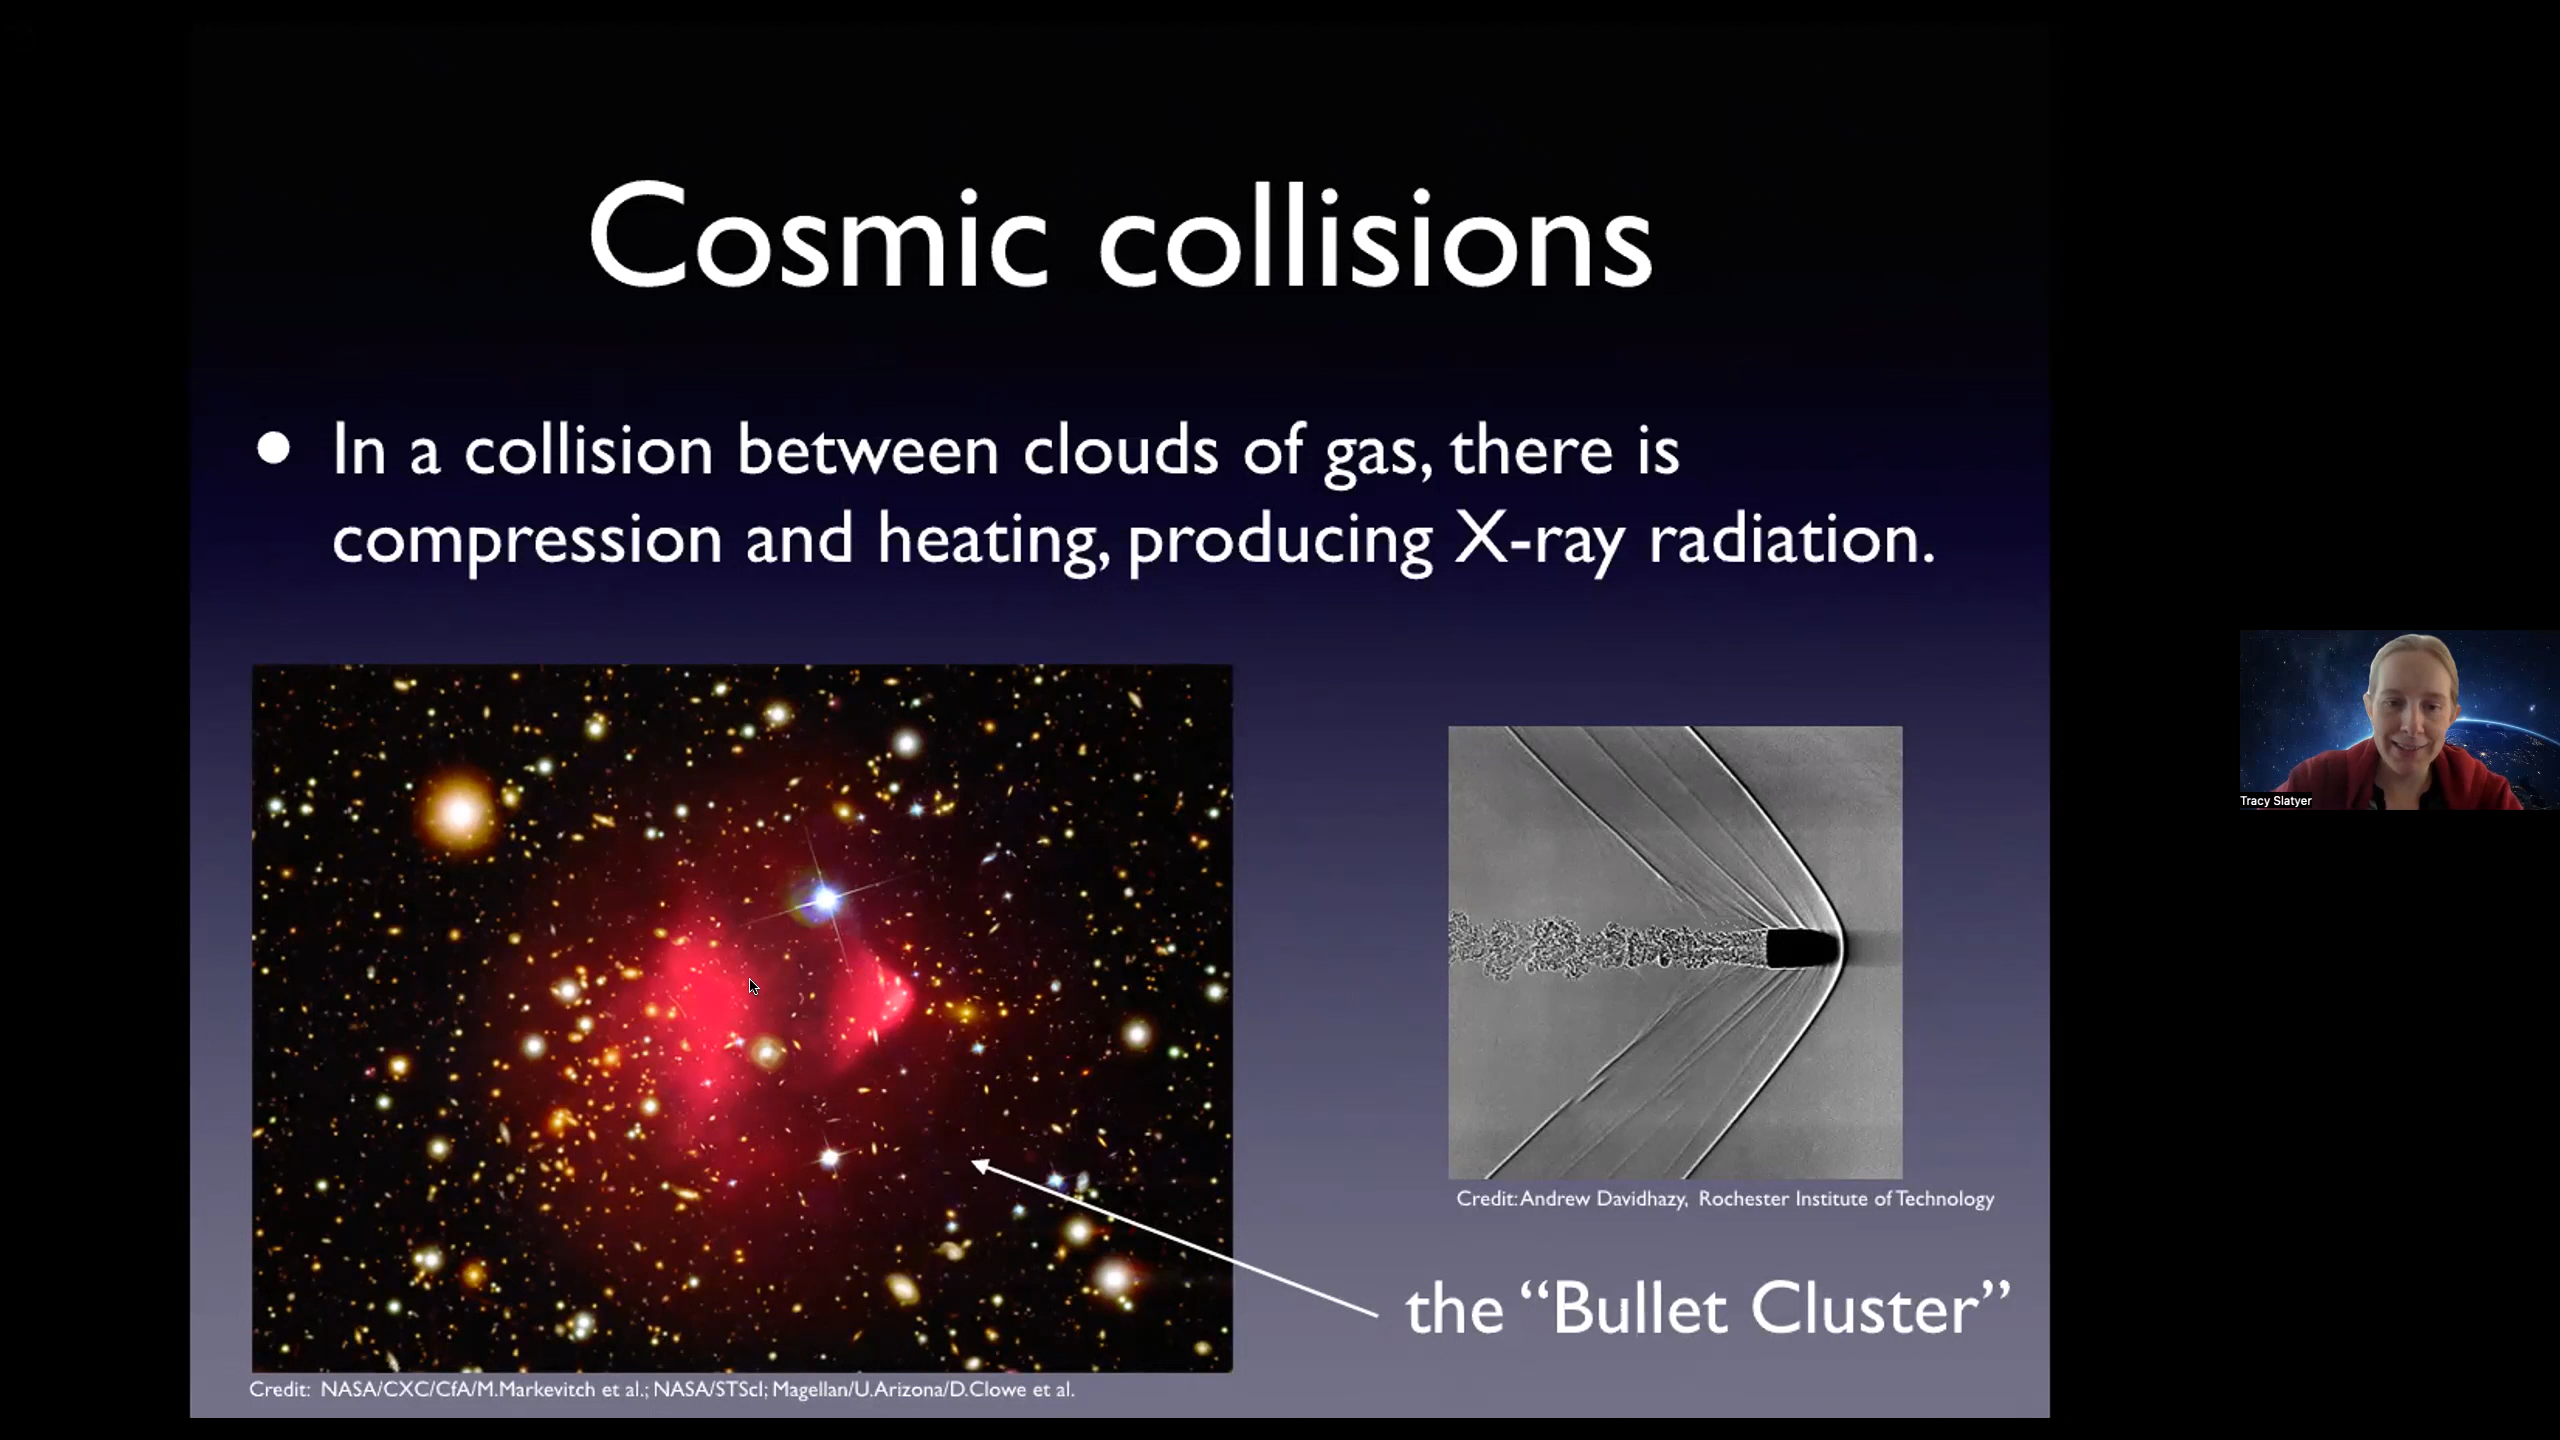 Cosmic collisions
• In a collision between clouds of gas, there is
compression and heating, producing X-ray radiation.
Tracy Slatyer
Credit: Andrew Davidhazy, Rochester Institute of Technology
the “Bullet Cluster”
Credit: NASA/CXC/CfA/M.Markevitch et al.; NASA/STScI; Magellan/U.Arizona/D.Clowe et al.